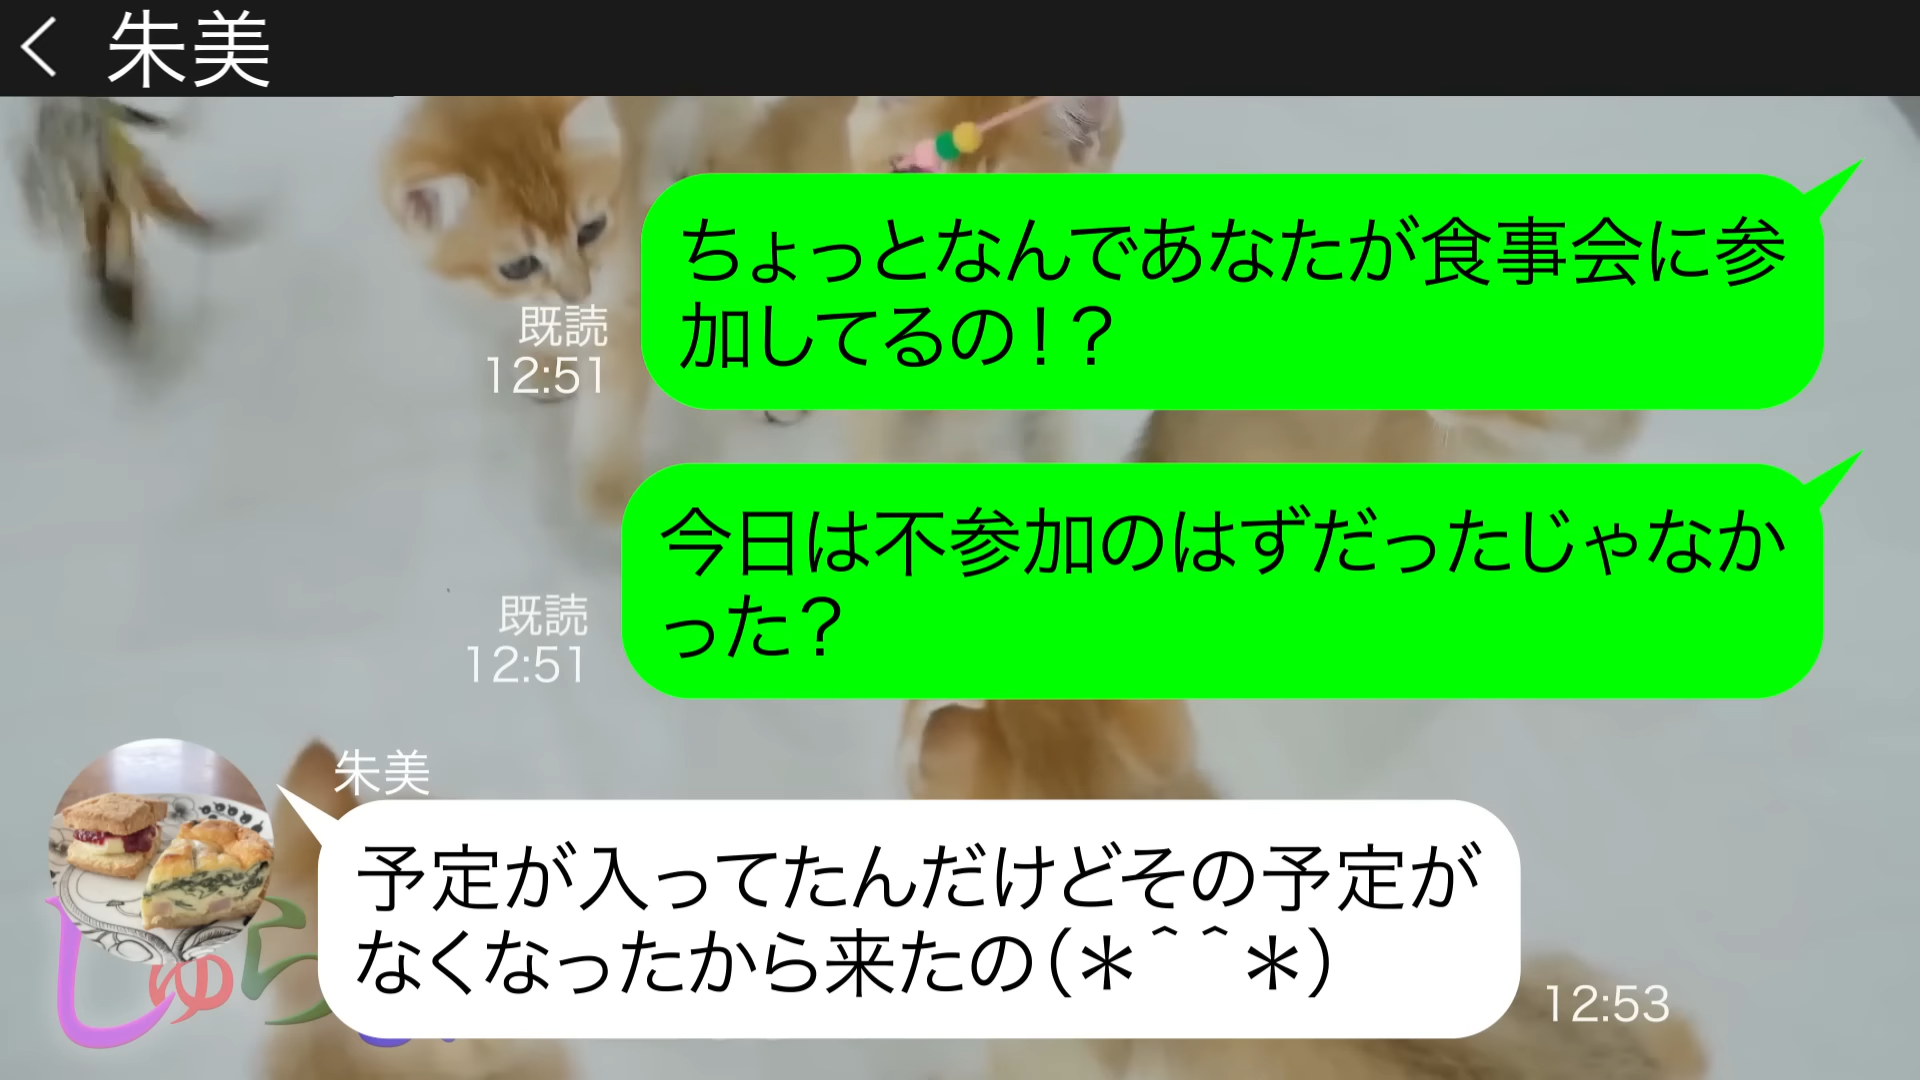 朱美
ちょっとなんであなたが食事会に参
加してるの！？
既読
12:51
今日は不参加のはずだったじゃなか
った？
既読
12:51
朱美
予定が入ってたんだけどその予定が
なくなったから来たの(＊＾＾＊)
12:53
しゅら